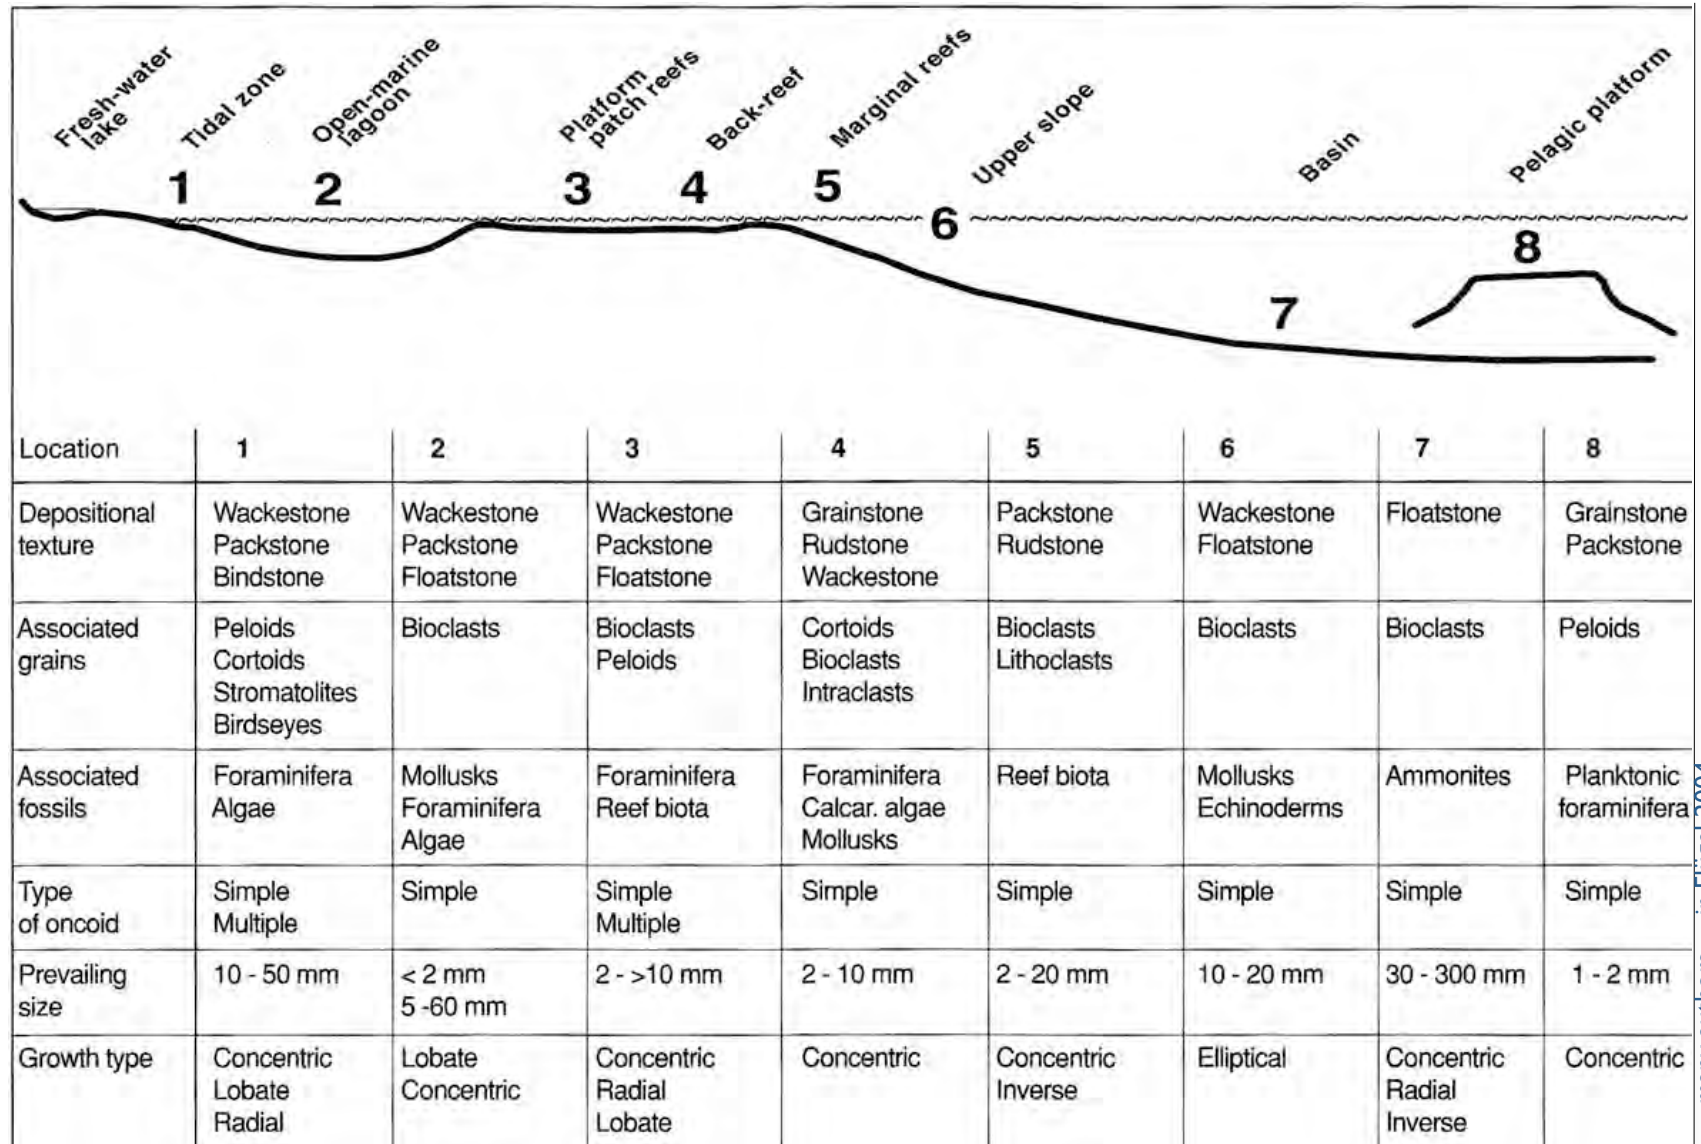 Fresh-water
lake
Tidal zone
Open-marine
lagoon
Platform
patch reefs
Back-reef
Marginal reefs
Upper slope
Basin
Pelagic platform
1
2
3
4
5
6
7
8
Location 1 2 3 4 5 6 7 8
Depositional Wackestone Wackestone Wackestone Grainstone Packstone Wackestone Floatstone Grainstone
texture Packstone Packstone Packstone Rudstone Rudstone Floatstone Packstone
Bindstone Floatstone Floatstone Wackestone
Associated Peloids Bioclasts Bioclasts Cortoids Bioclasts Bioclasts Bioclasts Peloids
grains Cortoids Peloids Bioclasts Lithoclasts
Stromatolites Intraclasts
Birdseyes
Associated Foraminifera Mollusks Foraminifera Foraminifera Reef biota Mollusks Ammonites Planktonic
fossils Algae Foraminifera Reef biota Calcar. algae Echinoderms foraminifera
Algae Mollusks
Type Simple Simple Simple Simple Simple Simple Simple Simple
of oncoid Multiple Multiple
Prevailing 10 - 50 mm < 2 mm 2 - >10 mm 2 - 10 mm 2 -20 mm 10 - 20 mm 30 - 300 mm 1 - 2 mm
size 5 -60 mm
Growth type Concentric Lobate Concentric Concentric Concentric Elliptical Concentric Concentric
Lobate Concentric Radial Inverse Radial
Radial Lobate Inverse